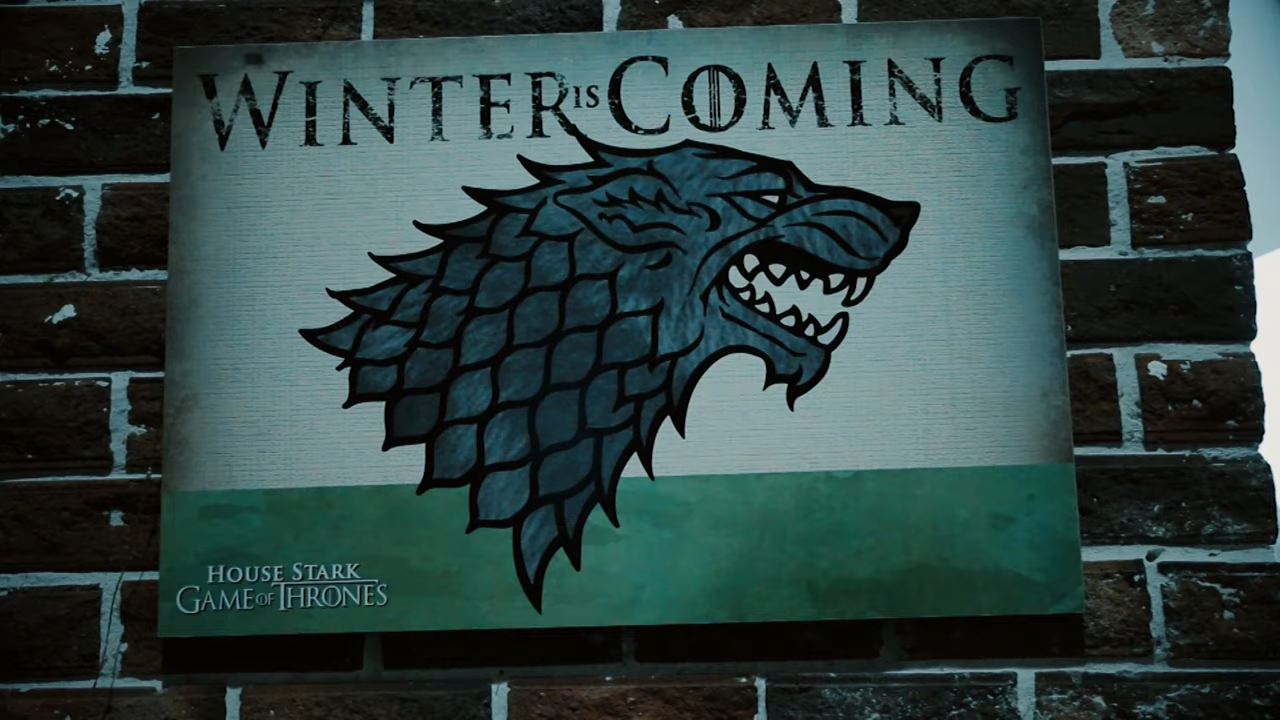 WINTER IS COMING
HOUSE STARK
GAME OF THRONES